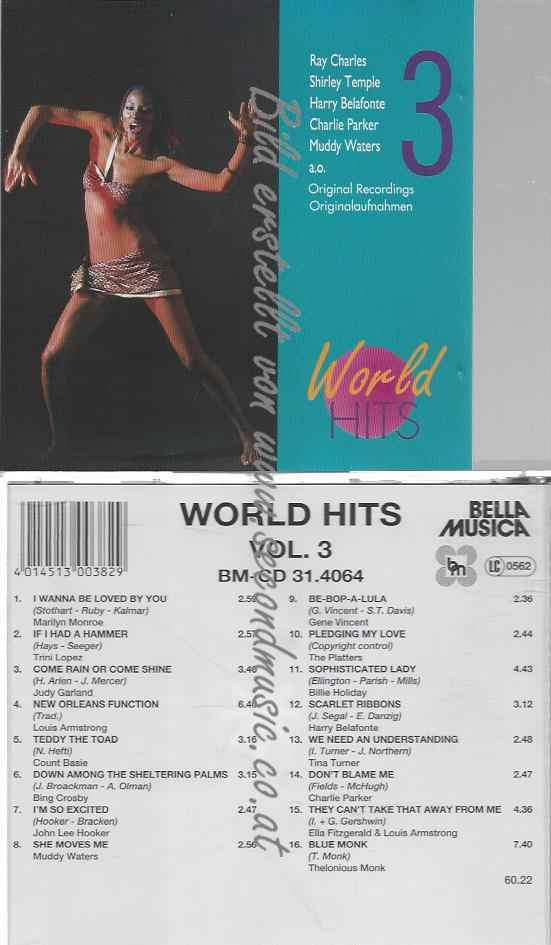 Ray Charles
Shirley Temple
Harry Belafonte
Charlie Parker
Muddy Waters
a.o.
Original Recordings
Originalaufnahmen
3
World
HITS
Bild erstellt von www.secondmusic.co.at
WORLD HITS
VOL. 3
BM-CD 31.4064
4 014513 003829
BELLA
MUSICA
bm
LC 0562
1. I WANNA BE LOVED BY YOU 2.59
(Stothart - Ruby - Kalmar)
Marilyn Monroe
2. IF I HAD A HAMMER 2.57
(Hays - Seeger)
Trini Lopez
3. COME RAIN OR COME SHINE 3.46
(H. Arlen - J. Mercer)
Judy Garland
4. NEW ORLEANS FUNCTION 6.46
(Trad.)
Louis Armstrong
5. TEDDY THE TOAD 3.16
(N. Hefti)
Count Basie
6. DOWN AMONG THE SHELTERING PALMS 3.15
(J. Broackman - A. Olman)
Bing Crosby
7. I'M SO EXCITED 2.47
(Hooker - Bracken)
John Lee Hooker
8. SHE MOVES ME 2.56
Muddy Waters
9. BE-BOP-A-LULA 2.36
(G. Vincent - S.T. Davis)
Gene Vincent
10. PLEDGING MY LOVE 2.44
(Copyright control)
The Platters
11. SOPHISTICATED LADY 4.43
(Ellington - Parish - Mills)
Billie Holiday
12. SCARLET RIBBONS 3.12
(J. Segal - E. Danzig)
Harry Belafonte
13. WE NEED AN UNDERSTANDING 2.48
(I. Turner - J. Northern)
Tina Turner
14. DON'T BLAME ME 2.47
(Fields - McHugh)
Charlie Parker
15. THEY CAN'T TAKE THAT AWAY FROM ME 4.36
(I. + G. Gershwin)
Ella Fitzgerald & Louis Armstrong
16. BLUE MONK 7.40
(T. Monk)
Thelonious Monk
60.22